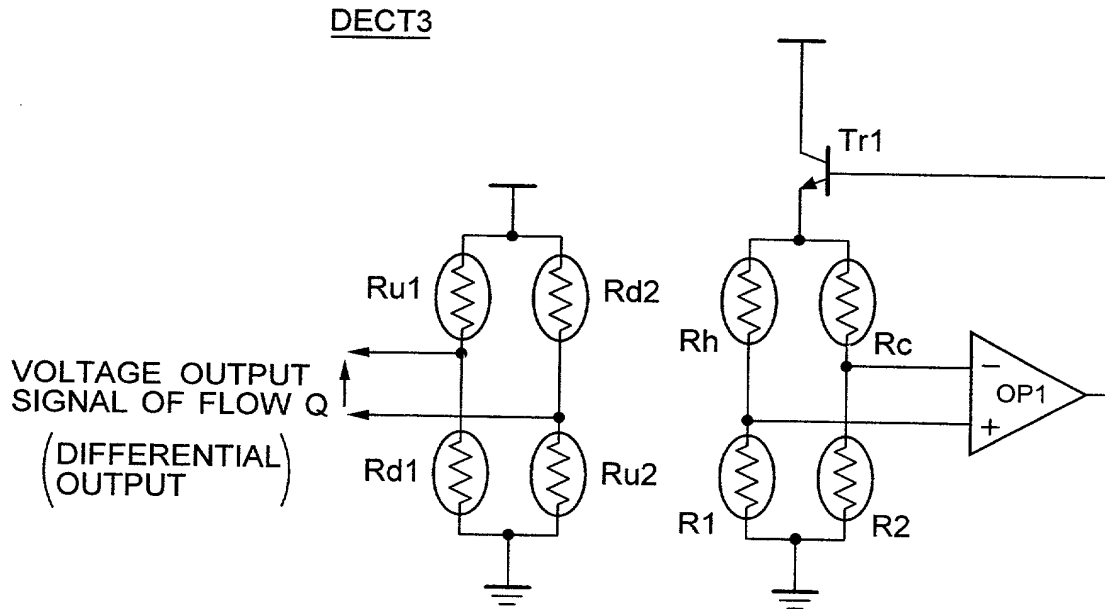 DECT3
Tr1
Ru1
Rd2
Rh
Rc
VOLTAGE OUTPUT
SIGNAL OF FLOW Q
(DIFFERENTIAL
OUTPUT)
− OP1
+
Rd1
Ru2
R1
R2